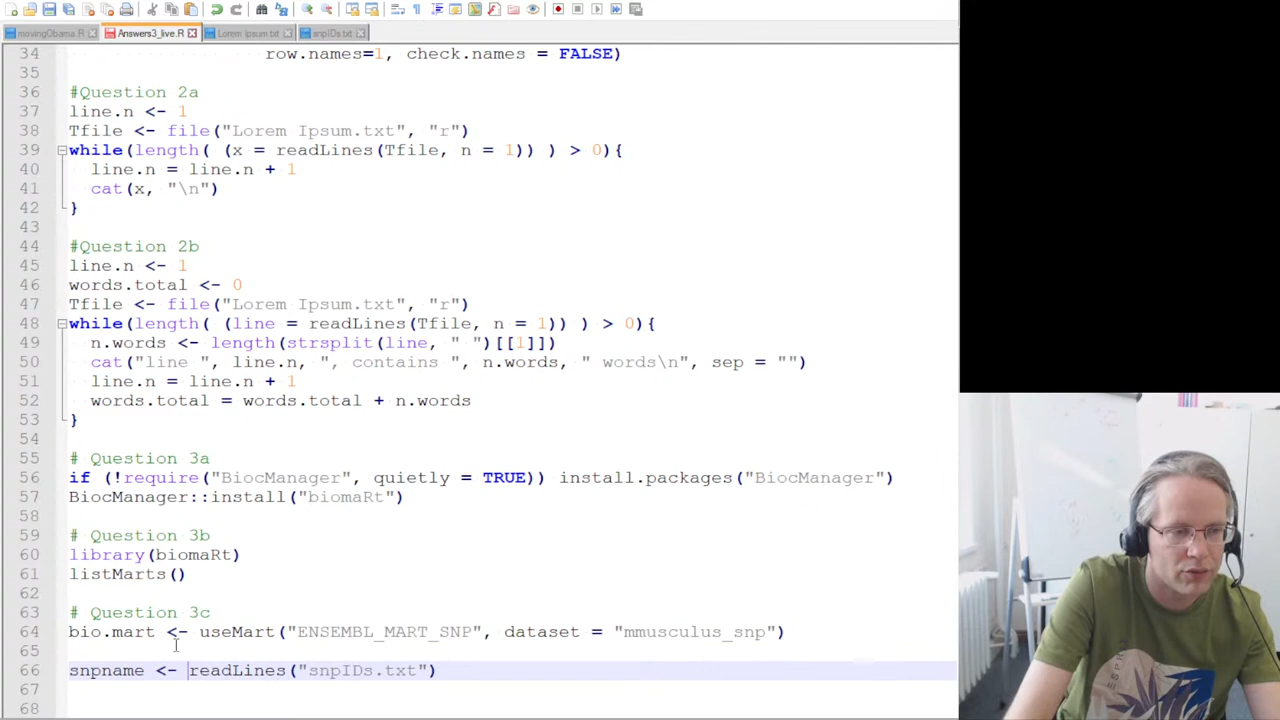 movingObama.R Answers3_live.R Lorem Ipsum.txt snpIDs.txt
34 row.names=1, check.names = FALSE)
35
36 #Question 2a
37 line.n <- 1
38 Tfile <- file("Lorem Ipsum.txt", "r")
39 while(length( (x = readLines(Tfile, n = 1)) ) > 0){
40 line.n = line.n + 1
41 cat(x, "\n")
42 }
43
44 #Question 2b
45 line.n <- 1
46 words.total <- 0
47 Tfile <- file("Lorem Ipsum.txt", "r")
48 while(length( (line = readLines(Tfile, n = 1)) ) > 0){
49 n.words <- length(strsplit(line, " ")[[1]])
50 cat("line ", line.n, ", contains ", n.words, " words\n", sep = "")
51 line.n = line.n + 1
52 words.total = words.total + n.words
53 }
54
55 # Question 3a
56 if (!require("BiocManager", quietly = TRUE)) install.packages("BiocManager")
57 BiocManager::install("biomaRt")
58
59 # Question 3b
60 library(biomaRt)
61 listMarts()
62
63 # Question 3c
64 bio.mart <- useMart("ENSEMBL_MART_SNP", dataset = "mmusculus_snp")
65
66 snpname <- readLines("snpIDs.txt")
67
68